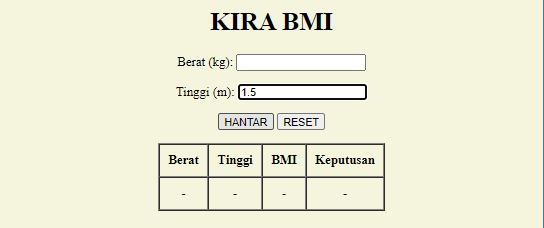 KIRA BMI
Berat (kg):
Tinggi (m): 1.5
HANTAR RESET
Berat Tinggi BMI Keputusan
- - - -